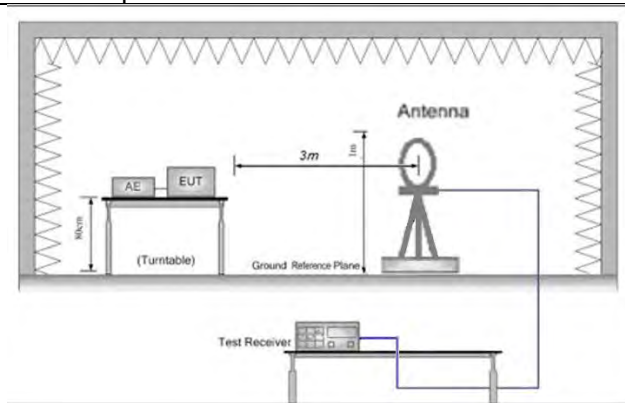 Antenna
3m
1m
AE
EUT
80cm
(Turntable)
Ground Reference Plane
Test Receiver